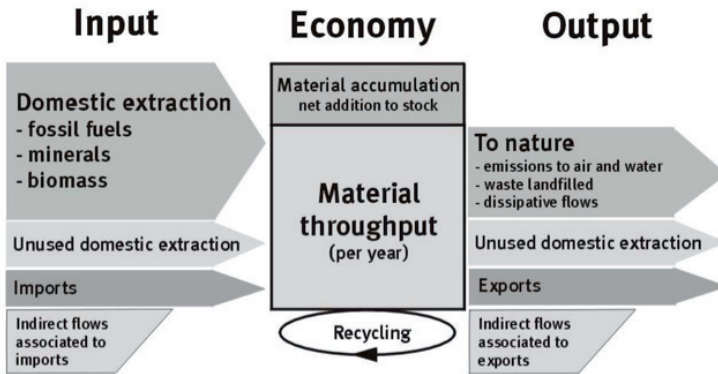 Input
Economy
Output
Domestic extraction
- fossil fuels
- minerals
- biomass
Unused domestic extraction
Imports
Indirect flows
associated to
imports
Material accumulation
net addition to stock
Material
throughput
(per year)
Recycling
To nature
- emissions to air and water
- waste landfilled
- dissipative flows
Unused domestic extraction
Exports
Indirect flows
associated to
exports